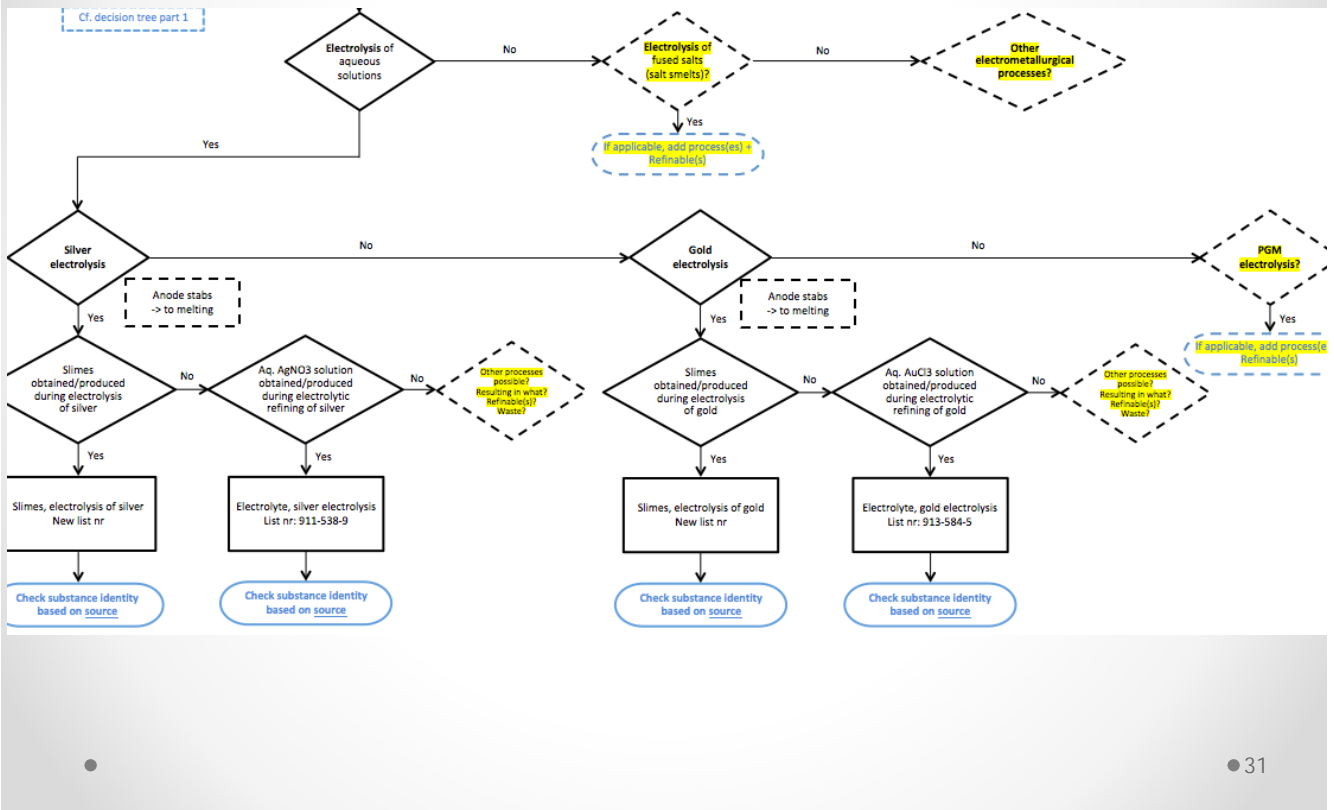 Cf. decision tree part 1
Electrolysis of
aqueous
solutions
No
Electrolysis of
fused salts
(salt smelts)?
No
Other
electrometallurgical
processes?
Yes
Yes
If applicable, add process(es) +
Refinable(s)
Silver
electrolysis
No
Gold
electrolysis
No
PGM
electrolysis?
Anode stabs
-> to melting
Anode stabs
-> to melting
Yes
Yes
Yes
If applicable, add process(e
Refinable(s)
Slimes
obtained/produced
during electrolysis
of silver
No
Aq. AgNO3 solution
obtained/produced
during electrolytic
refining of silver
No
Other processes
possible?
Resulting in what?
Refinable(s)?
Waste?
Slimes
obtained/produced
during electrolysis
of gold
No
Aq. AuCl3 solution
obtained/produced
during electrolytic
refining of gold
No
Other processes
possible?
Resulting in what?
Refinable(s)?
Waste?
Yes
Yes
Yes
Yes
Slimes, electrolysis of silver
New list nr
Electrolyte, silver electrolysis
List nr: 911-538-9
Slimes, electrolysis of gold
New list nr
Electrolyte, gold electrolysis
List nr: 913-584-5
Check substance identity
based on source
Check substance identity
based on source
Check substance identity
based on source
Check substance identity
based on source
31